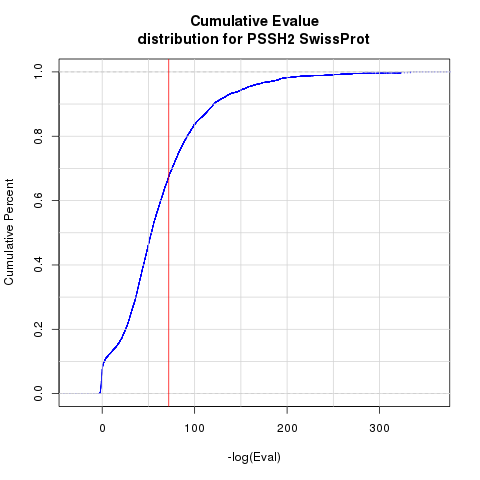 Cumulative Evalue
distribution for PSSH2 SwissProt
Cumulative Percent
1.0
0.8
0.6
0.4
0.2
0.0
0 100 200 300
-log(Eval)